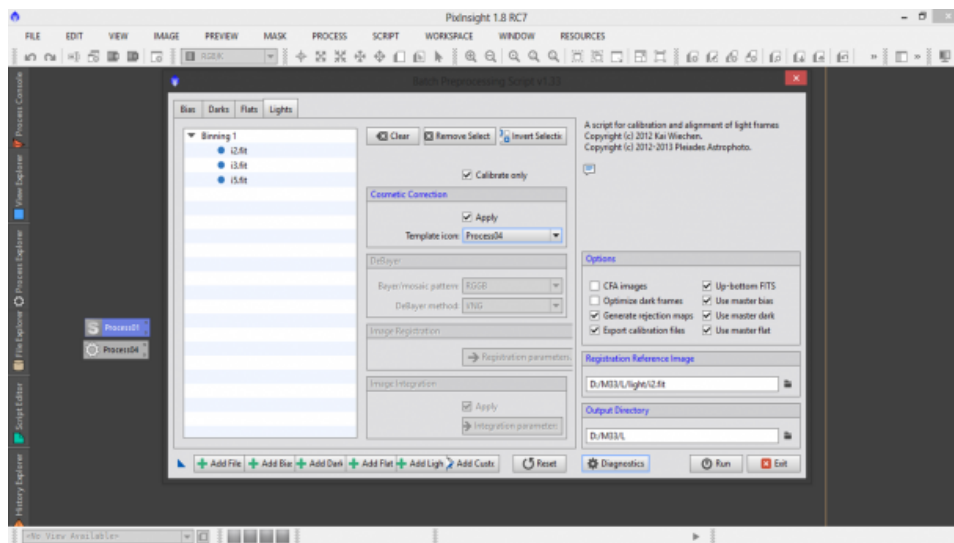 PixInsight 1.8 RC7
FILE EDIT VIEW IMAGE PREVIEW MASK PROCESS SCRIPT WORKSPACE WINDOW RESOURCES
RGB/K
Batch Preprocessing Script v1.33
Bias Darks Flats Lights
Binning 1
i2.fit
i3.fit
i5.fit
Clear Remove Select Invert Selectic
Calibrate only
Cosmetic Correction
Apply
Template icon: Process04
DeBayer
Bayer/mosaic pattern: RGGB
DeBayer method: VNG
Image Registration
Registration parameters.
Image Integration
Apply
Integration parameters
A script for calibration and alignment of light frames
Copyright (c) 2012 Kai Wiechen.
Copyright (c) 2012-2013 Pleiades Astrophoto.
Options
CFA images Up-bottom FITS
Optimize dark frames Use master bias
Generate rejection maps Use master dark
Export calibration files Use master flat
Registration Reference Image
D:/M33/L/light/i2.fit
Output Directory
D:/M33/L
Add File Add Bias Add Dark Add Flat Add Ligh Add Custc Reset Diagnostics Run Exit
Process Console
View Explorer
Process Explorer
File Explorer
Script Editor
History Explorer
Process01
Process04
<No View Available>